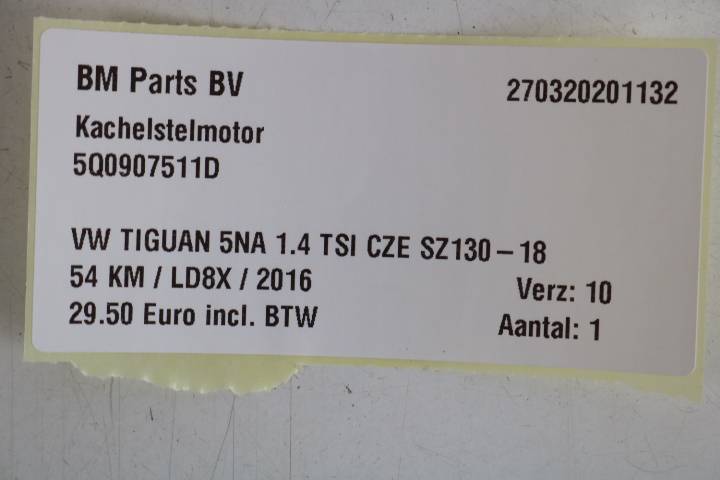 BM Parts BV 270320201132
Kachelstelmotor
5Q0907511D
VW TIGUAN 5NA 1.4 TSI CZE SZ130-18
54 KM / LD8X / 2016 Verz: 10
29.50 Euro incl. BTW Aantal: 1